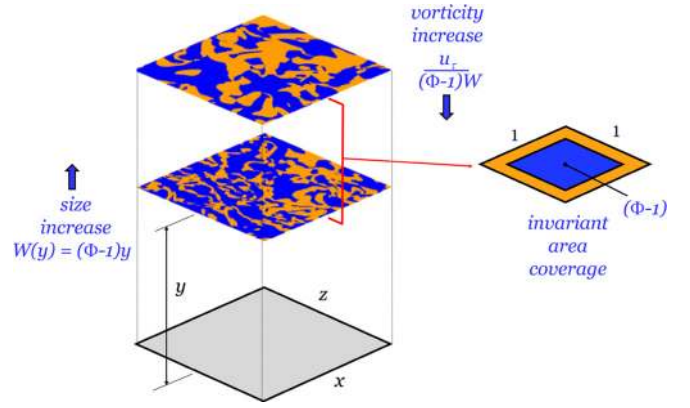 vorticity
increase
u_τ
(Φ-1)W
1 1
size
increase
W(y) = (Φ-1)y
(Φ-1)
invariant
area
coverage
y
z
x